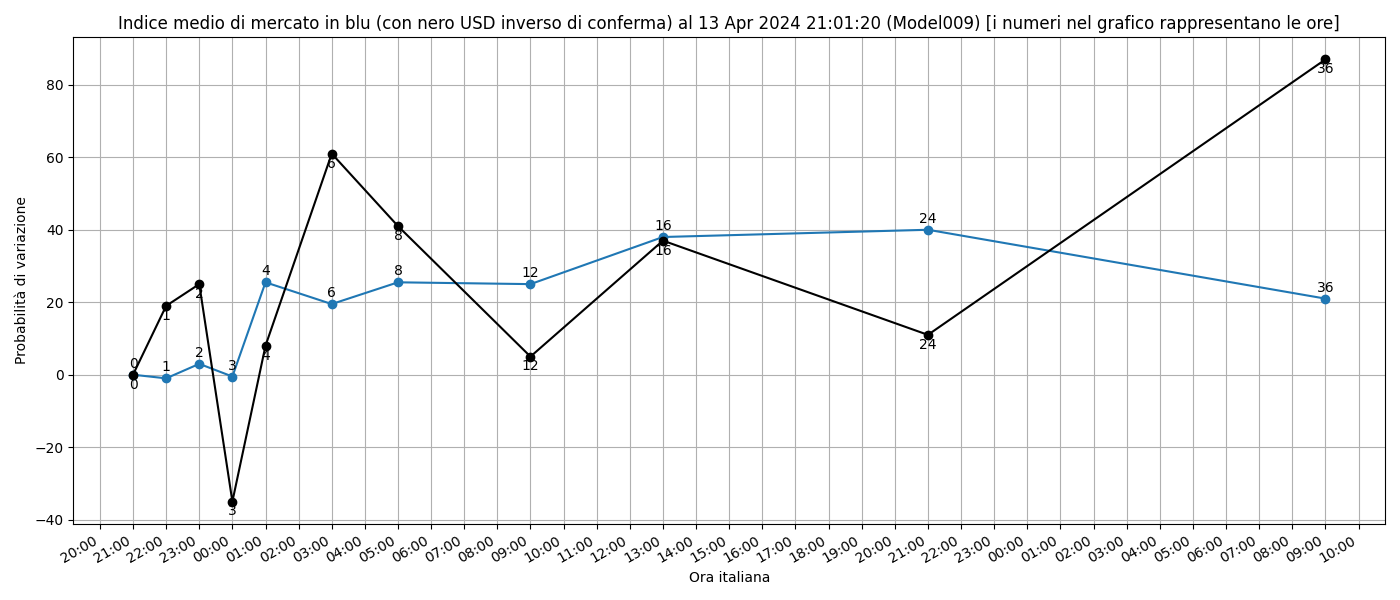 Indice medio di mercato in blu (con nero USD inverso di conferma) al 13 Apr 2024 21:01:20 (Model009) [i numeri nel grafico rappresentano le ore]
Probabilità di variazione
80
60
40
20
0
−20
−40
0 1 2 3 4 6 8 12 16 24 36
0 1 2 3 4 6 8 12 16 24 36
20:00 21:00 22:00 23:00 00:00 01:00 02:00 03:00 04:00 05:00 06:00 07:00 08:00 09:00 10:00 11:00 12:00 13:00 14:00 15:00 16:00 17:00 18:00 19:00 20:00 21:00 22:00 23:00 00:00 01:00 02:00 03:00 04:00 05:00 06:00 07:00 08:00 09:00 10:00
Ora italiana